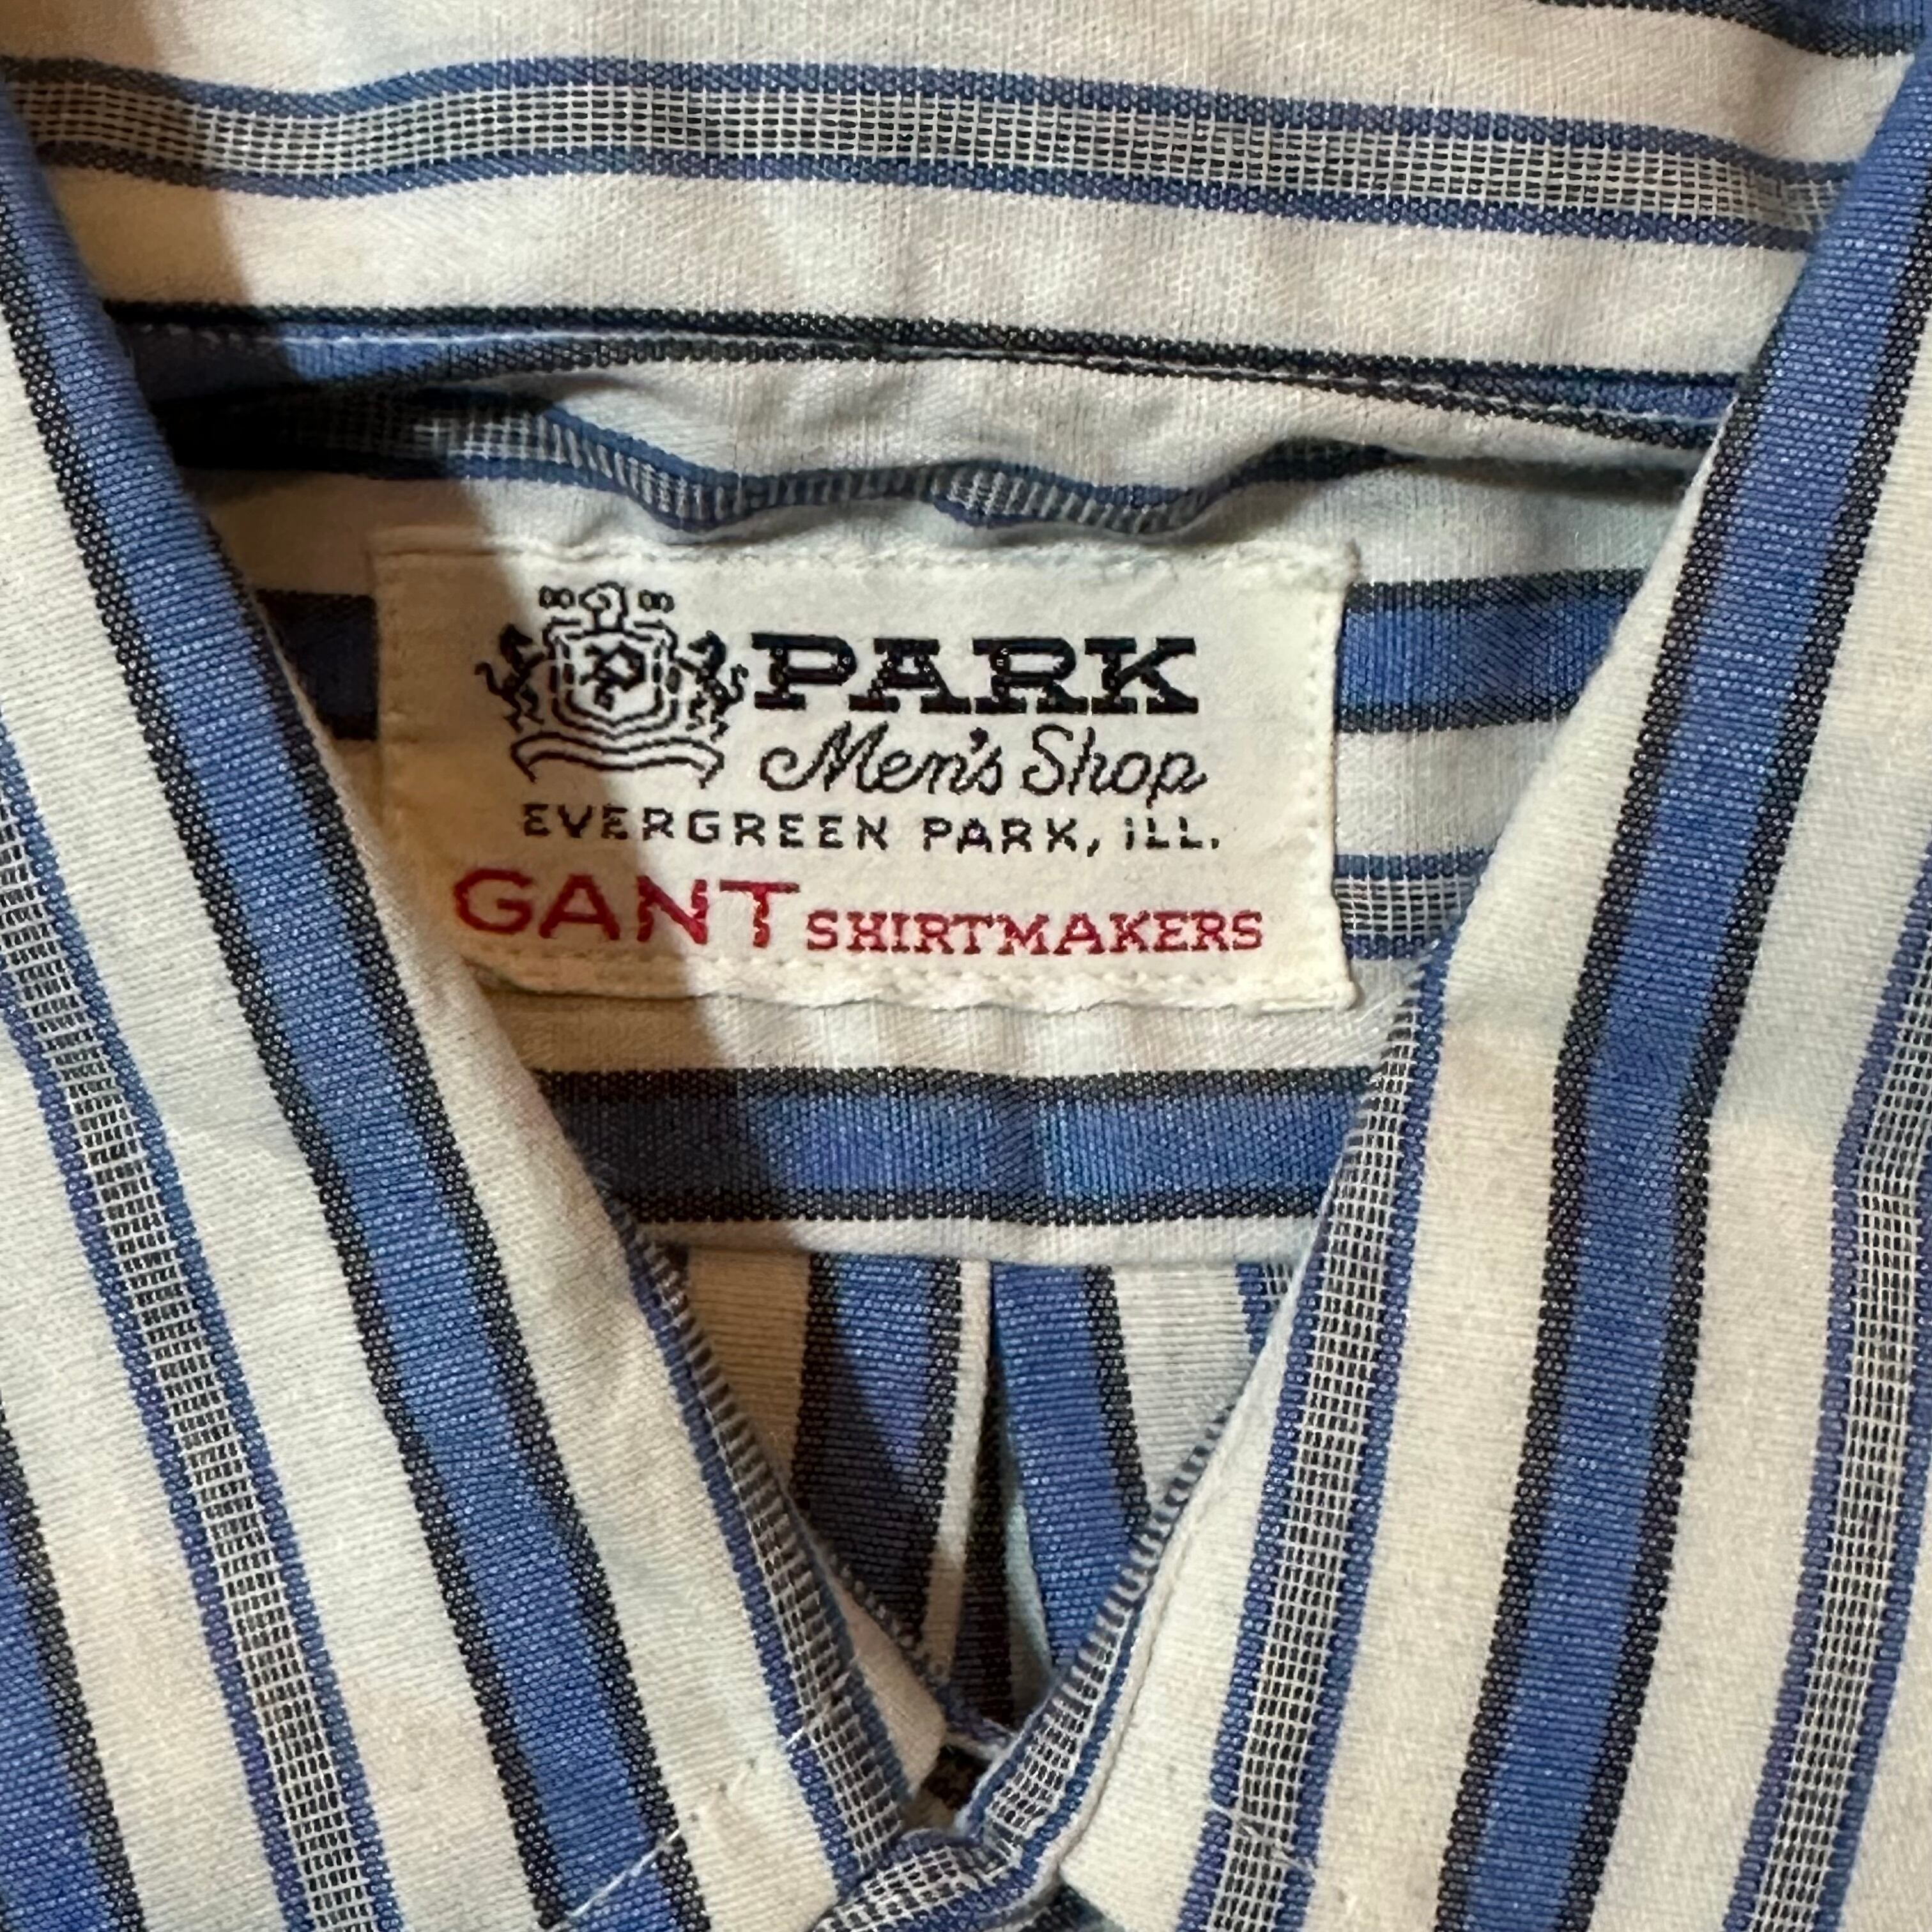 P
PARK
Men's Shop
EVERGREEN PARK, ILL.
GANT SHIRTMAKERS